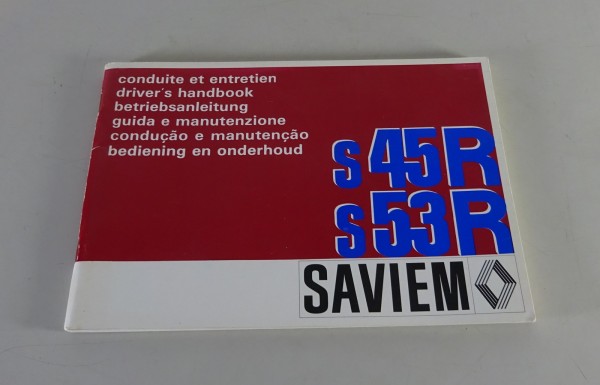 conduite et entretien
driver's handbook
betriebsanleitung
guida e manutenzione
condução e manutenção
bediening en onderhoud
s 45R
s 53R
SAVIEM